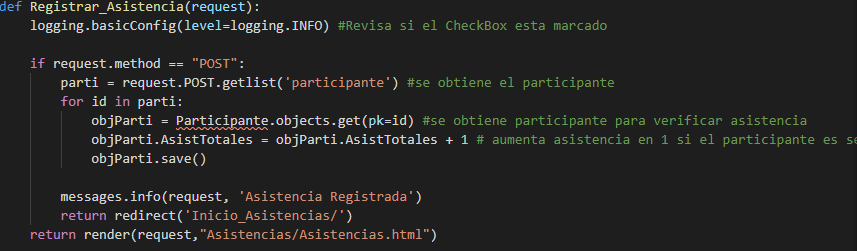 def Registrar_Asistencia(request):
    logging.basicConfig(level=logging.INFO) #Revisa si el CheckBox esta marcado
    if request.method == "POST":
        parti = request.POST.getlist('participante') #se obtiene el participante
        for id in parti:
            objParti = Participante.objects.get(pk=id) #se obtiene participante para verificar asistencia
            objParti.AsistTotales = objParti.AsistTotales + 1 # aumenta asistencia en 1 si el participante es se
            objParti.save()
        messages.info(request, 'Asistencia Registrada')
        return redirect('Inicio_Asistencias/')
    return render(request,"Asistencias/Asistencias.html")